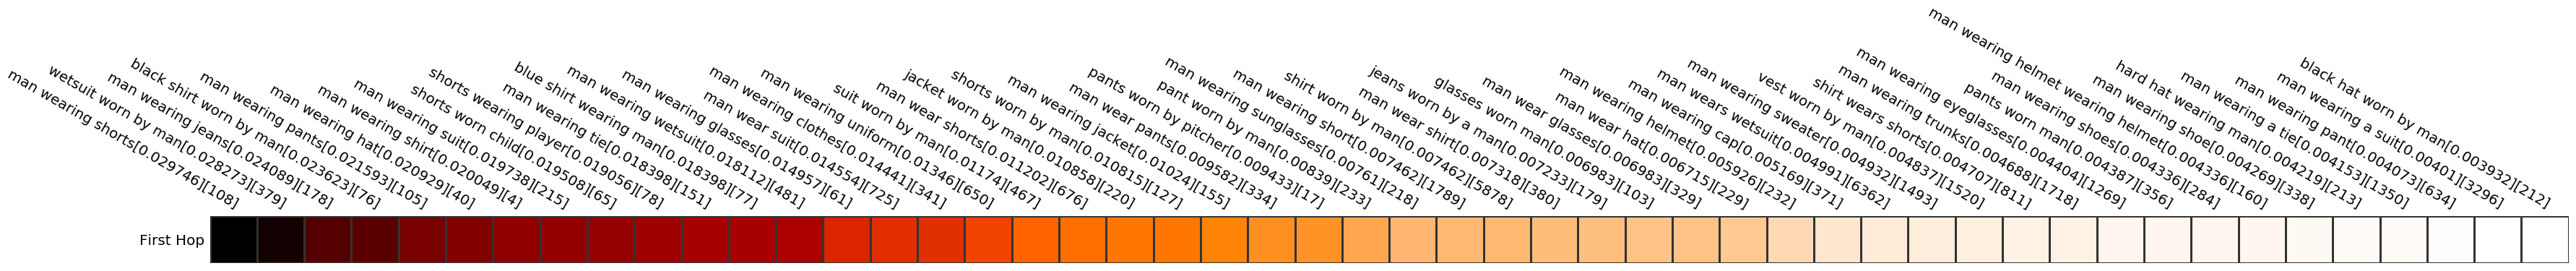 man wearing shorts[0.029746][108]
wetsuit worn by man[0.028273][379]
man wearing jeans[0.024089][178]
black shirt worn by man[0.023623][76]
man wearing pants[0.021593][105]
man wearing hat[0.020929][40]
man wearing shirt[0.020049][4]
man wearing suit[0.019738][215]
shorts worn child[0.019508][65]
shorts wearing player[0.019056][78]
man wearing tie[0.018398][151]
blue shirt wearing man[0.018398][77]
man wearing wetsuit[0.018112][481]
man wearing glasses[0.014957][61]
man wear suit[0.014554][725]
man wearing clothes[0.014441][341]
man wearing uniform[0.01346][650]
suit worn by man[0.01174][467]
man wear shorts[0.011202][676]
jacket worn by man[0.010858][220]
shorts worn by man[0.010815][127]
man wearing jacket[0.01024][155]
man wear pants[0.009582][334]
pants worn by pitcher[0.009433][17]
pant worn by man[0.00839][233]
man wearing sunglasses[0.00761][218]
man wearing short[0.007462][1789]
shirt worn by man[0.007462][587]
man wear shirt[0.007318][380]
jeans worn by a man[0.007233][179]
glasses worn man[0.006983][103]
man wear glasses[0.006983][329]
man wear hat[0.006715][229]
man wearing helmet[0.005926][232]
man wearing cap[0.005169][371]
man wears wetsuit[0.004991][636]
man wearing sweater[0.004932][1493]
vest worn by man[0.004837][1520]
shirt wears shorts[0.004707][811]
man wearing trunks[0.004688][1718]
man wearing eyeglasses[0.004404][1269]
pants worn man[0.004387][356]
man wearing shoes[0.004336][284]
man wearing helmet wearing helmet[0.004336][160]
man wearing shoe[0.004269][338]
hard hat wearing man[0.004219][213]
man wearing a tie[0.004153][1350]
man wearing pant[0.004073][634]
man wearing a suit[0.004401][3296]
black hat worn by man[0.003932][212]
First Hop